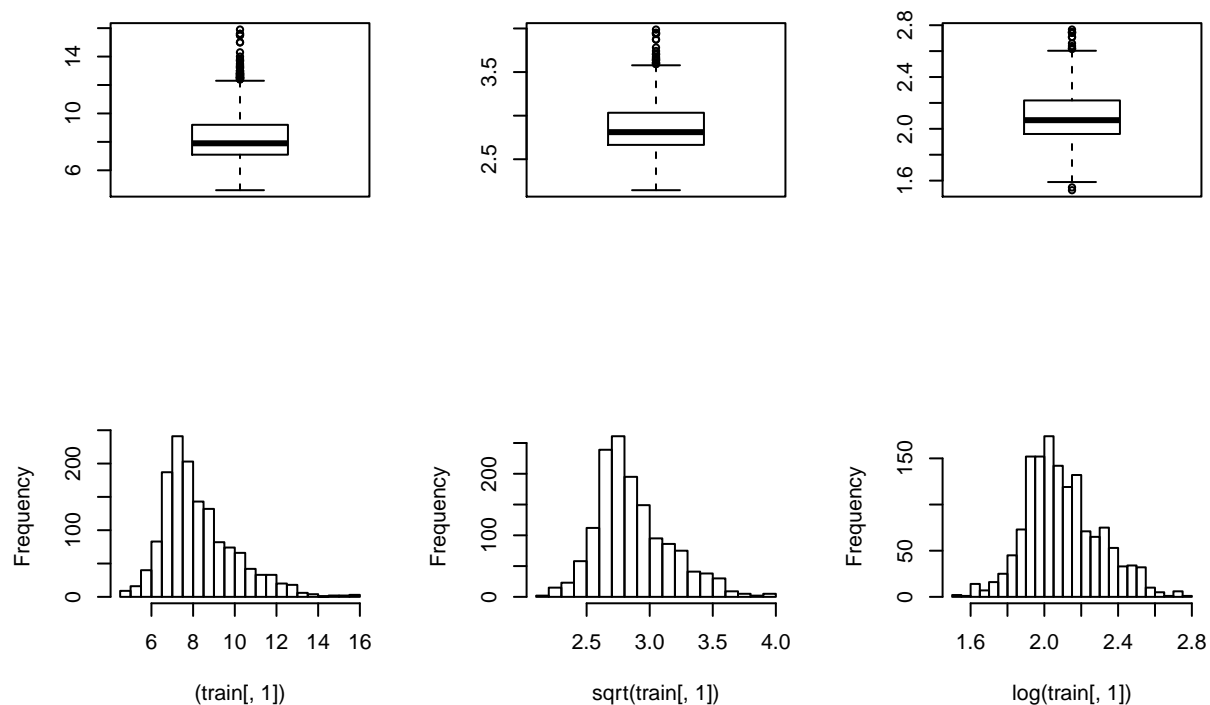 6 10 14
2.5 3.5
1.6 2.0 2.4 2.8
Frequency
0 100 200
6 8 10 12 14 16
(train[, 1])
Frequency
0 100 200
2.5 3.0 3.5 4.0
sqrt(train[, 1])
Frequency
0 50 150
1.6 2.0 2.4 2.8
log(train[, 1])